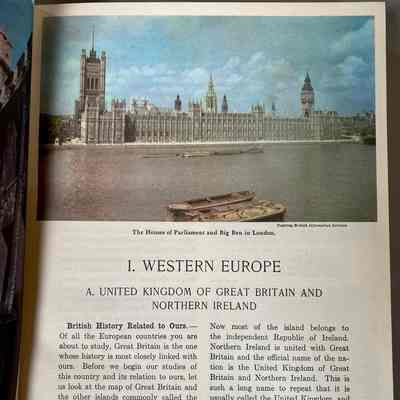 Courtesy British Information Services
The Houses of Parliament and Big Ben in London.
I. WESTERN EUROPE
A. UNITED KINGDOM OF GREAT BRITAIN AND
NORTHERN IRELAND
British History Related to Ours.—
Of all the European countries you are
about to study, Great Britain is the one
whose history is most closely linked with
ours. Before we begin our studies of
this country and its relation to ours, let
us look at the map of Great Britain and
the other islands commonly called the
Now most of the island belongs to
the independent Republic of Ireland.
Northern Ireland is united with Great
Britain and the official name of the na-
tion is the United Kingdom of Great
Britain and Northern Ireland. This is
such a long name to repeat that it is
usually called the United Kingdom, and